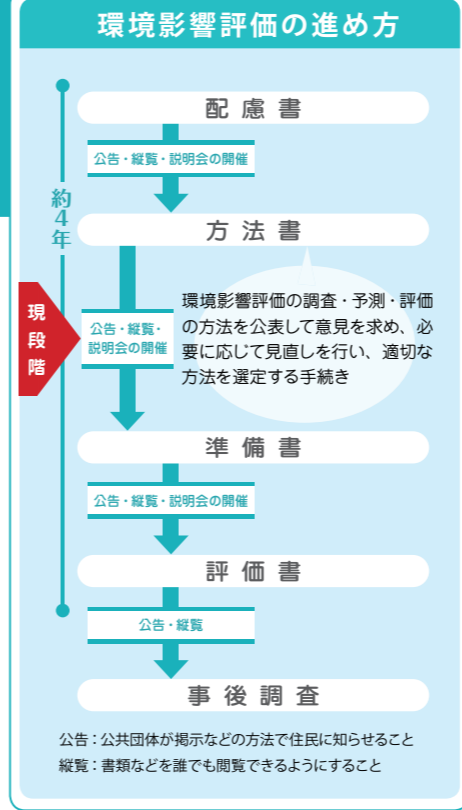 環境影響評価の進め方
配慮書
公告・縦覧・説明会の開催
約4年
方法書
現段階
公告・縦覧・
説明会の開催
環境影響評価の調査・予測・評価
の方法を公表して意見を求め、必
要に応じて見直しを行い、適切な
方法を選定する手続き
準備書
公告・縦覧・説明会の開催
評価書
公告・縦覧
事後調査
公告：公共団体が掲示などの方法で住民に知らせること
縦覧：書類などを誰でも閲覧できるようにすること